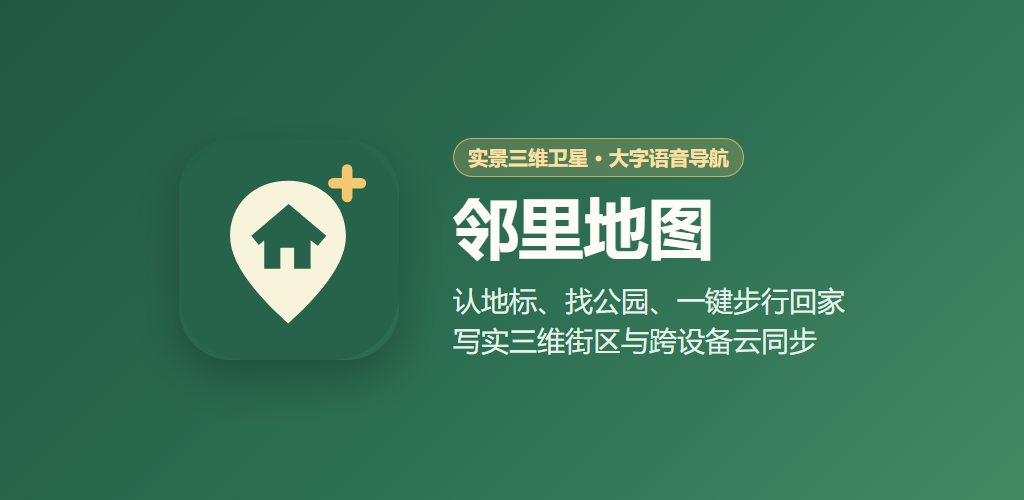 实景三维卫星·大字语音导航
邻里地图
认地标、找公园、一键步行回家
写实三维街区与跨设备云同步